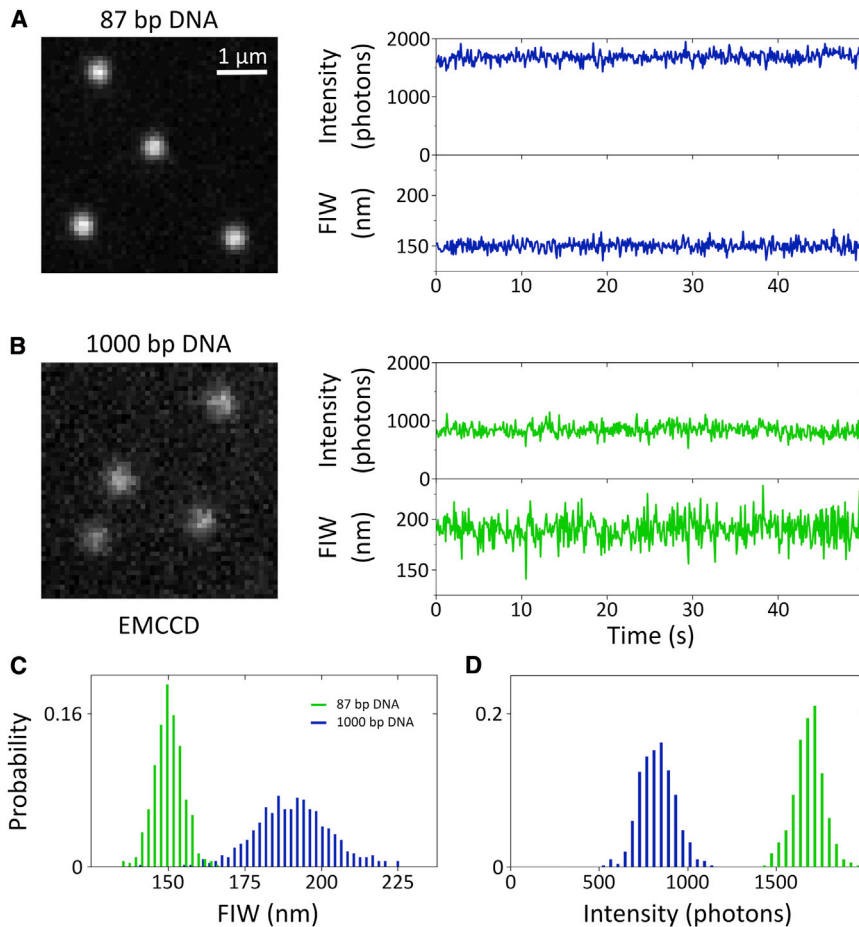 A
87 bp DNA
1 μm
Intensity
(photons)
2000
1000
0
FIW
(nm)
200
150
0
10
20
30
40
B
1000 bp DNA
EMCCD
Intensity
(photons)
2000
1000
0
FIW
(nm)
200
150
0
10
20
30
40
Time (s)
C
Probability
0.16
0
87 bp DNA
1000 bp DNA
150
175
200
225
FIW (nm)
D
0.2
0
0
500
1000
1500
Intensity (photons)